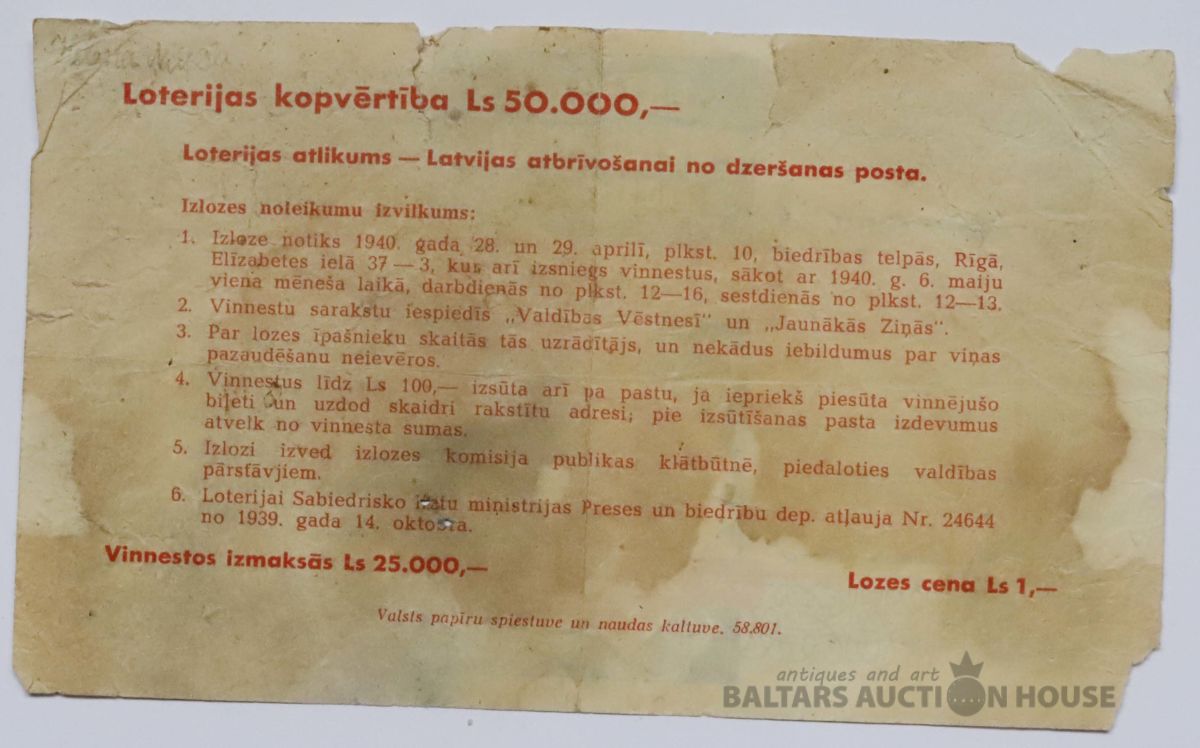 Loterijas kopvērtība Ls 50.000,—
Loterijas atlikums — Latvijas atbrīvošanai no dzeršanas posta.
Izlozes noteikumu izvilkums:
1. Izloze notiks 1940. gada 28. un 29. aprilī, plkst. 10, biedrības telpās, Rīgā,
Elīzabetes ielā 37—3, kur arī izsniegs vinnestus, sākot ar 1940. g. 6. maiju
viena mēneša laikā, darbdienās no plkst. 12—16, sestdienās no plkst. 12—13.
2. Vinnestu sarakstu iespiedīs „Valdības Vēstnesī" un „Jaunākās Ziņās".
3. Par lozes īpašnieku skaitās tās uzrādītājs, un nekādus iebildumus par viņas
pazaudēšanu neievēros.
4. Vinnestus līdz Ls 100,— izsūta arī pa pastu, ja iepriekš piesūta vinnējušo
biļeti un uzdod skaidri rakstītu adresi; pie izsūtīšanas pasta izdevumus
atvelk no vinnesta sumas.
5. Izlozi izved izlozes komisija publikas klātbūtnē, piedaloties valdības
pārstāvjiem.
6. Loterijai Sabiedrisko lietu ministrijas Preses un biedrību dep. atļauja Nr. 24644
no 1939. gada 14. oktobra.
Vinnestos izmaksās Ls 25.000,—
Lozes cena Ls 1,—
Valsts papīru spiestuve un naudas kaltuve. 58.801.
antiques and art
BALTARS AUCTION HOUSE